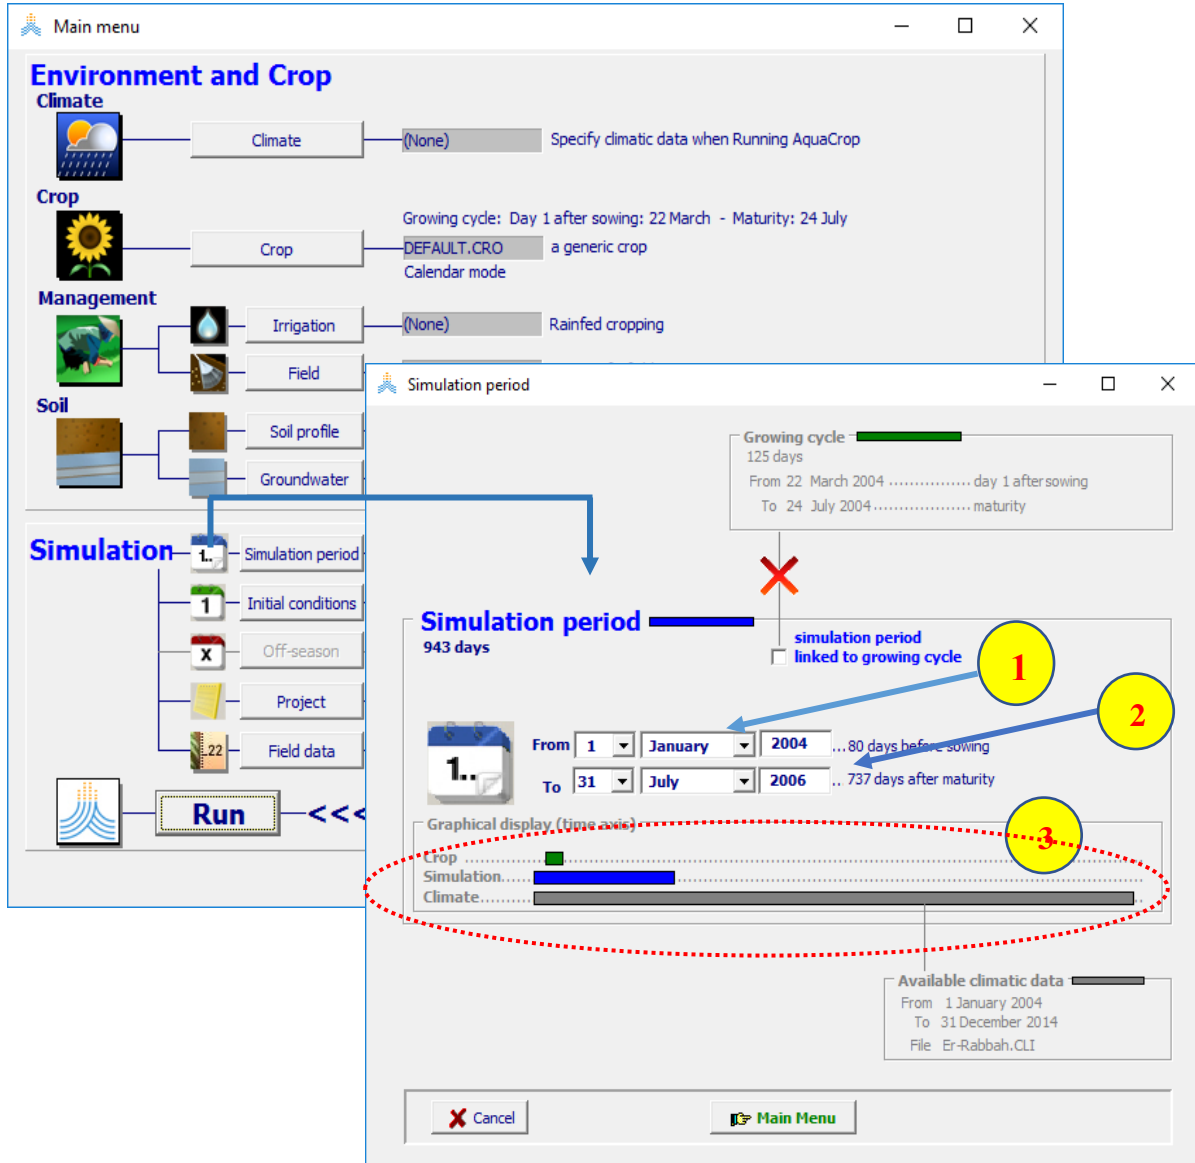 Main menu
Environment and Crop
Climate
Climate
(None)
Specify climatic data when Running AquaCrop
Crop
Growing cycle: Day 1 after sowing: 22 March - Maturity: 24 July
Crop
DEFAULT.CRO
a generic crop
Calendar mode
Management
Irrigation
(None)
Rainfed cropping
Field
Soil
Soil profile
Groundwater
Simulation
1..
Simulation period
1
Initial conditions
X
Off-season
Project
.22
Field data
Run
<<<
Simulation period
Growing cycle
125 days
From 22 March 2004 ................ day 1 after sowing
To 24 July 2004 ................... maturity
Simulation period
943 days
simulation period
linked to growing cycle
1
2
1..
From 1 January 2004 ...80 days before sowing
To 31 July 2006 .. 737 days after maturity
Graphical display (time axis)
3
Crop
Simulation
Climate
Available climatic data
From 1 January 2004
To 31 December 2014
File Er-Rabbah.CLI
Cancel
Main Menu